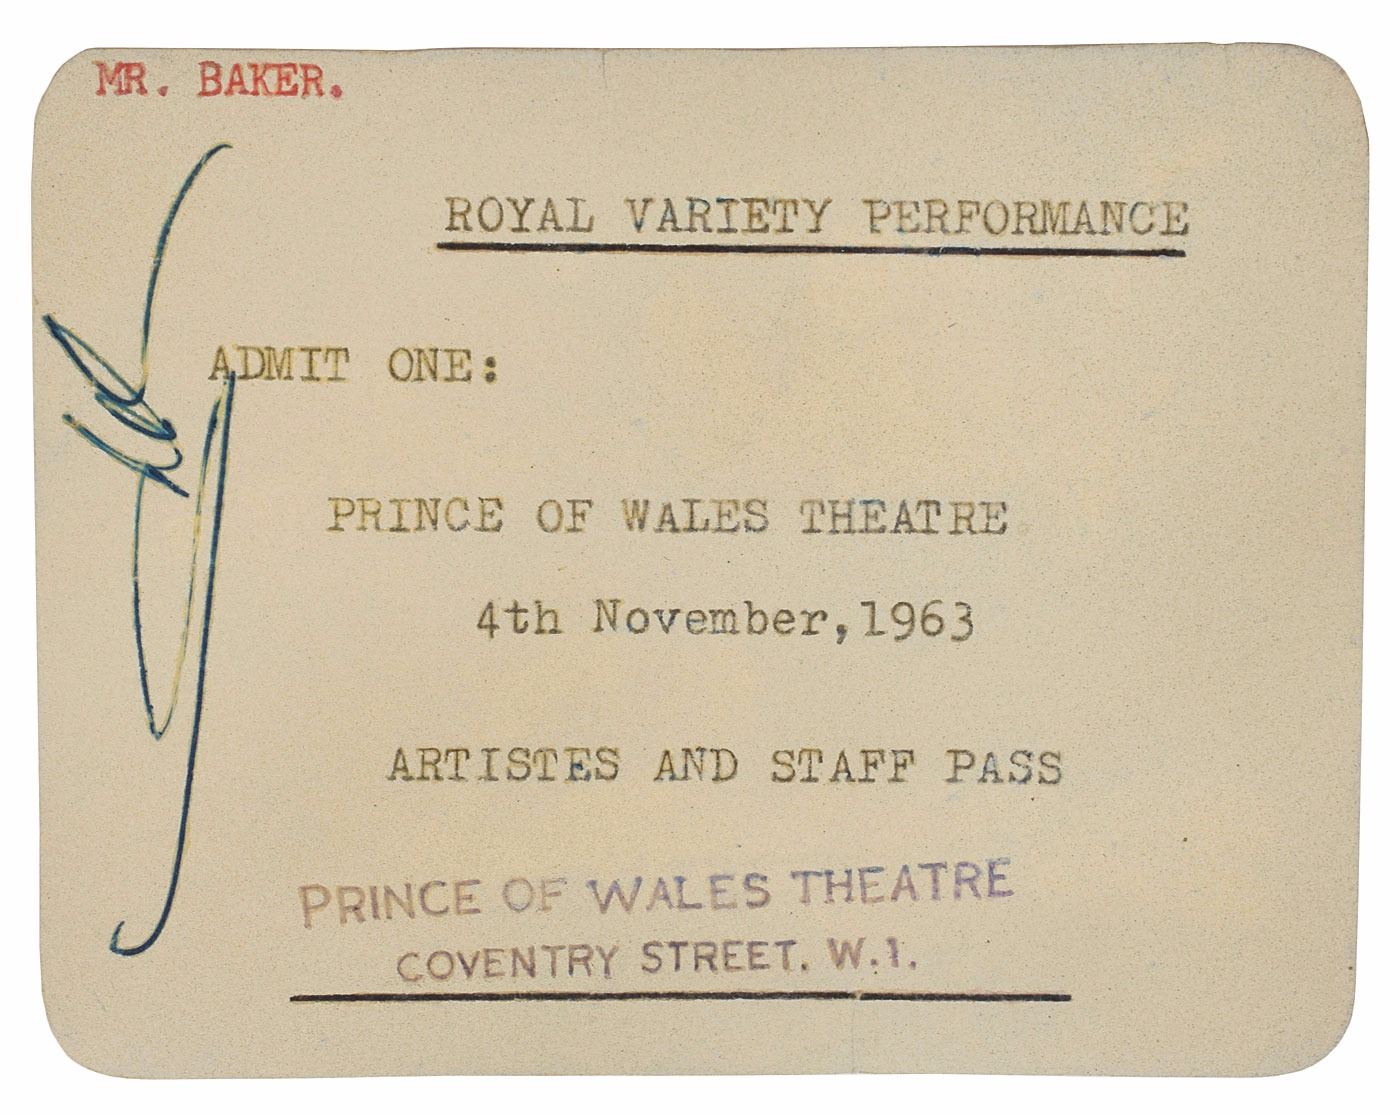 MR. BAKER.
ROYAL VARIETY PERFORMANCE
ADMIT ONE:
PRINCE OF WALES THEATRE.
4th November,1963
ARTISTES AND STAFF PASS
PRINCE OF WALES THEATRE
COVENTRY STREET. W.1.